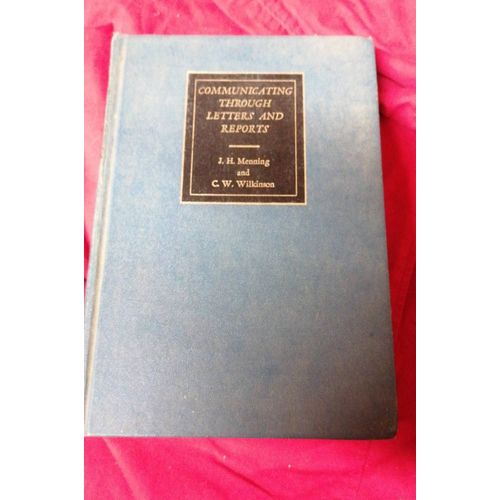 COMMUNICATING
THROUGH
LETTERS AND
REPORTS
J. H. Menning
and
C. W. Wilkinson